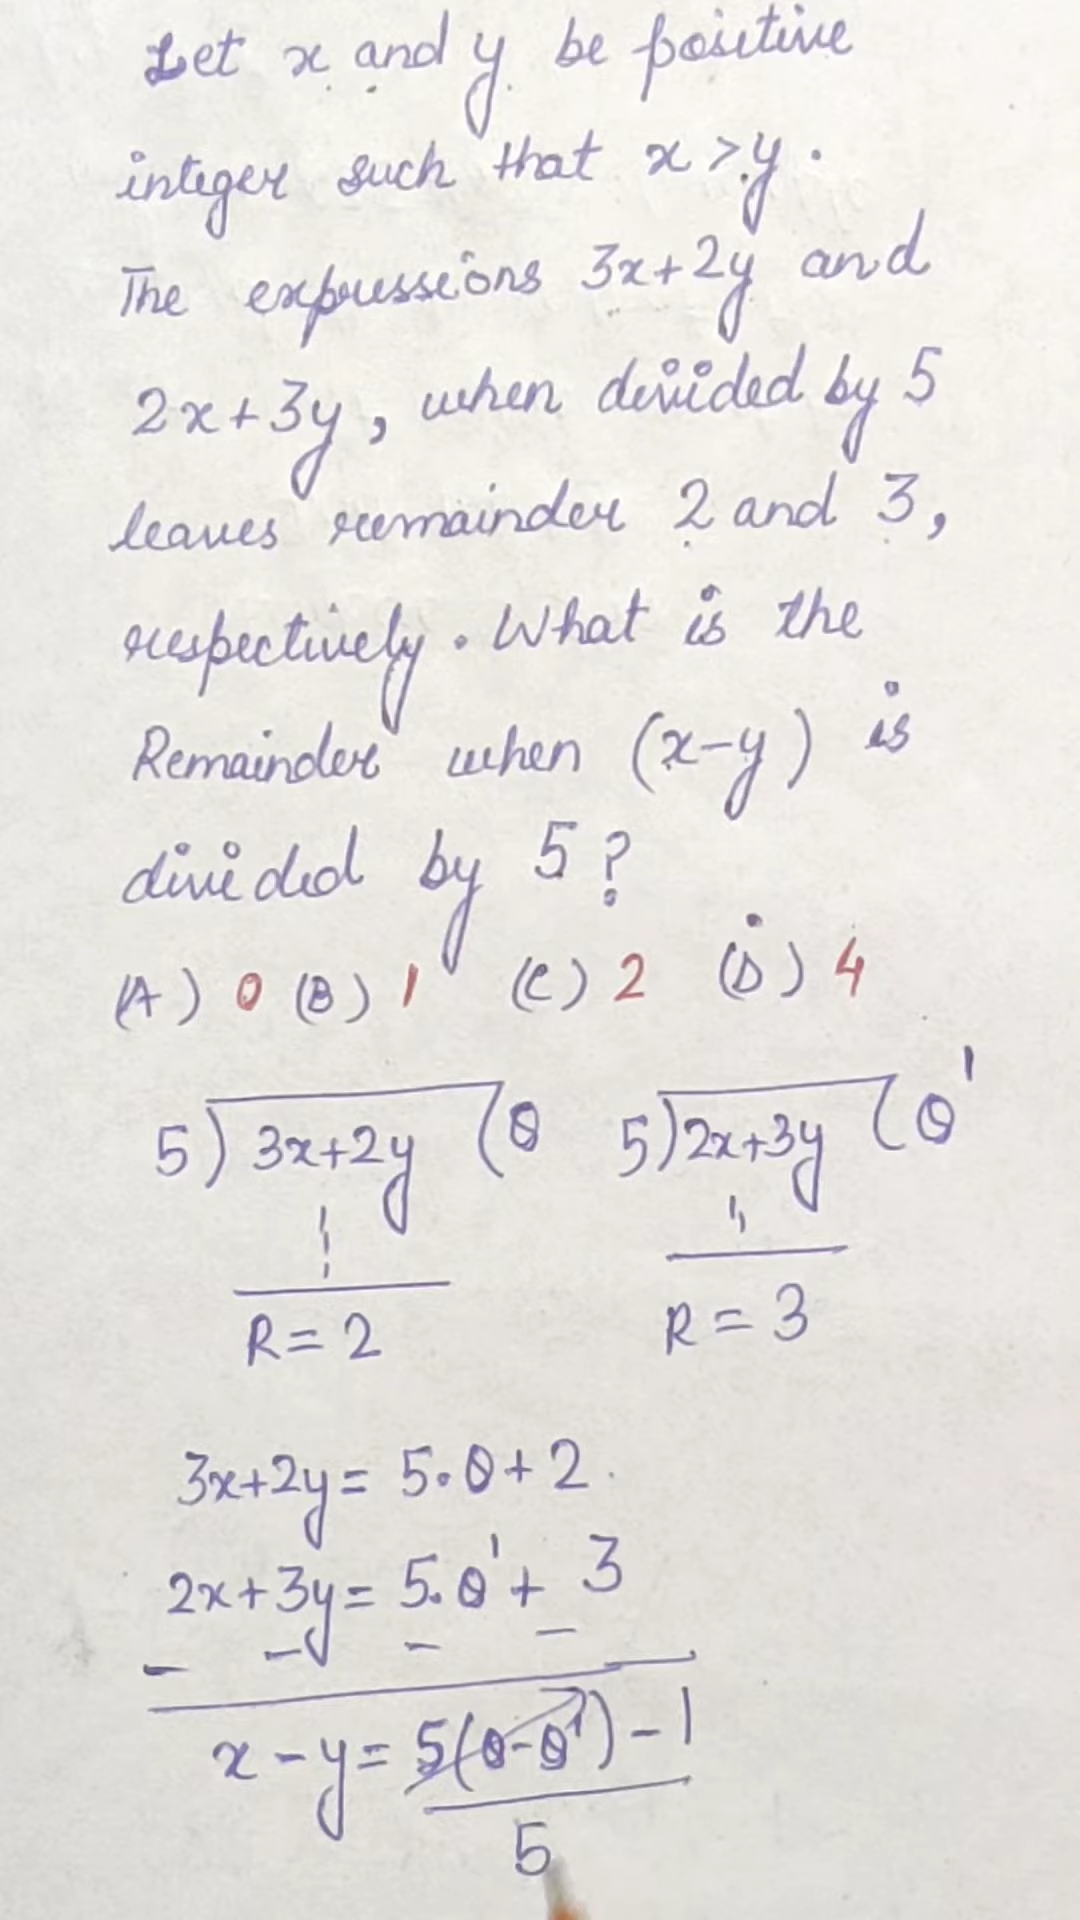 Let x and y be positive
integer such that x > y.
The expressions 3x+2y and
2x+3y, when divided by 5
leaves remainder 2 and 3,
respectively. What is the
Remainder when (x-y) is
divided by 5?
(A) 0 (B) 1 (C) 2 (D) 4
5) 3x+2y (Q 5) 2x+3y (Q'
R = 2 R = 3
3x+2y = 5.Q + 2.
2x+3y = 5.Q' + 3
- - - -
x - y = 5(Q-Q') - 1
5